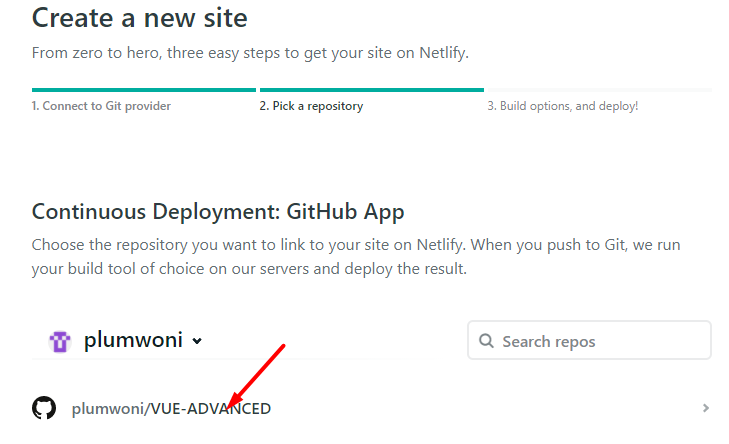 Create a new site
From zero to hero, three easy steps to get your site on Netlify.
1. Connect to Git provider
2. Pick a repository
3. Build options, and deploy!
Continuous Deployment: GitHub App
Choose the repository you want to link to your site on Netlify. When you push to Git, we run
your build tool of choice on our servers and deploy the result.
plumwoni
Search repos
plumwoni/VUE-ADVANCED